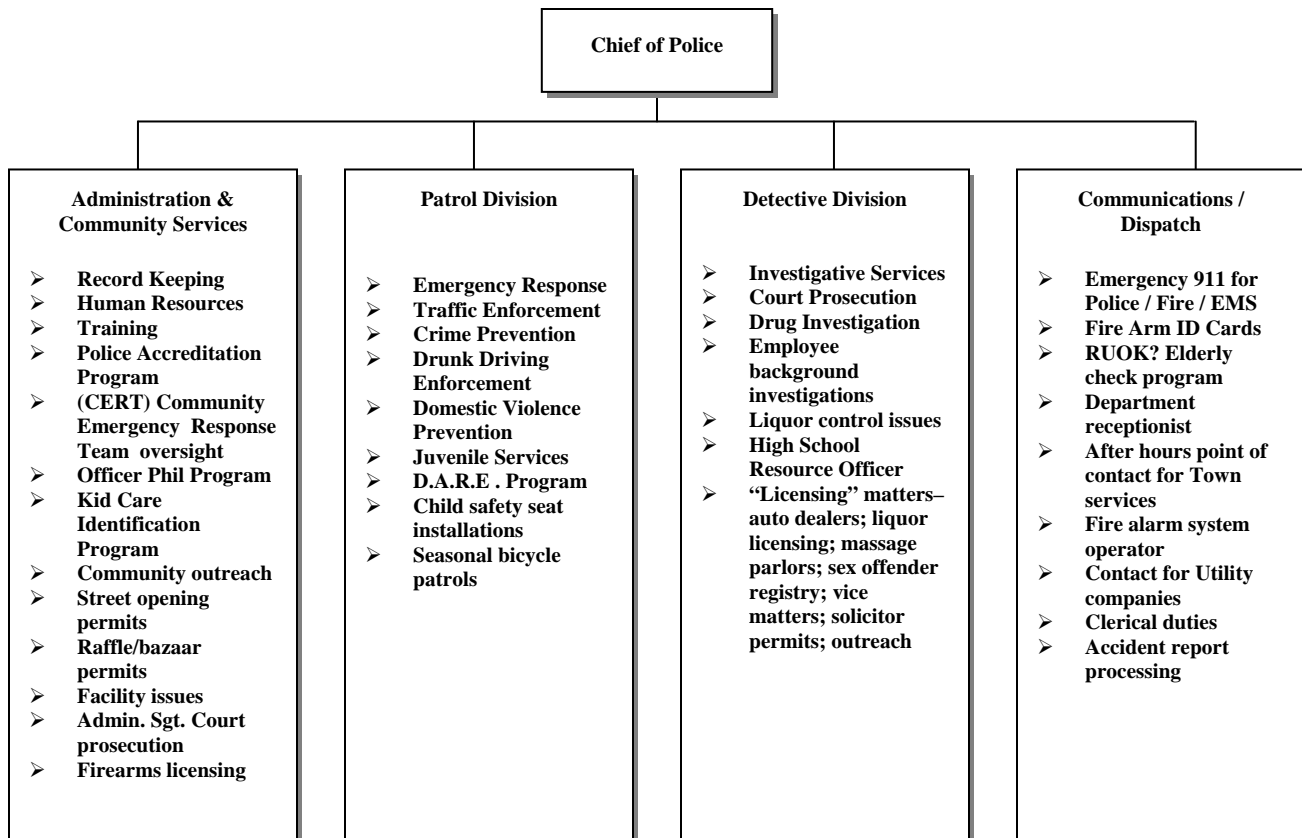 Chief of Police
Administration &
Community Services
➢ Record Keeping
➢ Human Resources
➢ Training
➢ Police Accreditation
Program
➢ (CERT) Community
Emergency Response
Team oversight
➢ Officer Phil Program
➢ Kid Care
Identification
Program
➢ Community outreach
➢ Street opening
permits
➢ Raffle/bazaar
permits
➢ Facility issues
➢ Admin. Sgt. Court
prosecution
➢ Firearms licensing
Patrol Division
➢ Emergency Response
➢ Traffic Enforcement
➢ Crime Prevention
➢ Drunk Driving
Enforcement
➢ Domestic Violence
Prevention
➢ Juvenile Services
➢ D.A.R.E . Program
➢ Child safety seat
installations
➢ Seasonal bicycle
patrols
Detective Division
➢ Investigative Services
➢ Court Prosecution
➢ Drug Investigation
➢ Employee
background
investigations
➢ Liquor control issues
➢ High School
Resource Officer
➢ “Licensing” matters–
auto dealers; liquor
licensing; massage
parlors; sex offender
registry; vice
matters; solicitor
permits; outreach
Communications /
Dispatch
➢ Emergency 911 for
Police / Fire / EMS
➢ Fire Arm ID Cards
➢ RUOK? Elderly
check program
➢ Department
receptionist
➢ After hours point of
contact for Town
services
➢ Fire alarm system
operator
➢ Contact for Utility
companies
➢ Clerical duties
➢ Accident report
processing